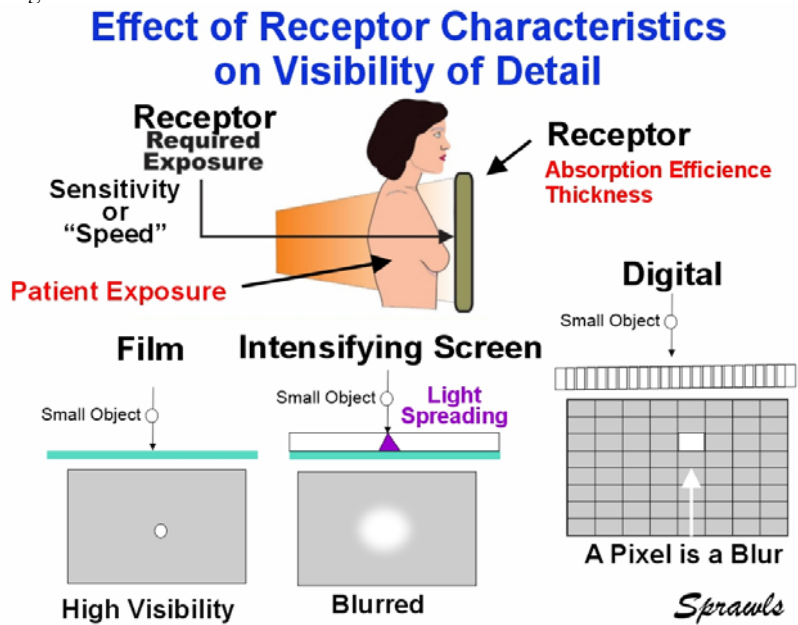 Effect of Receptor Characteristics
on Visibility of Detail
Receptor
Required
Exposure
Sensitivity
or
“Speed”
Patient Exposure
Receptor
Absorption Efficience
Thickness
Film
Small Object
High Visibility
Intensifying Screen
Small Object
Light
Spreading
Blurred
Digital
Small Object
A Pixel is a Blur
Sprawls